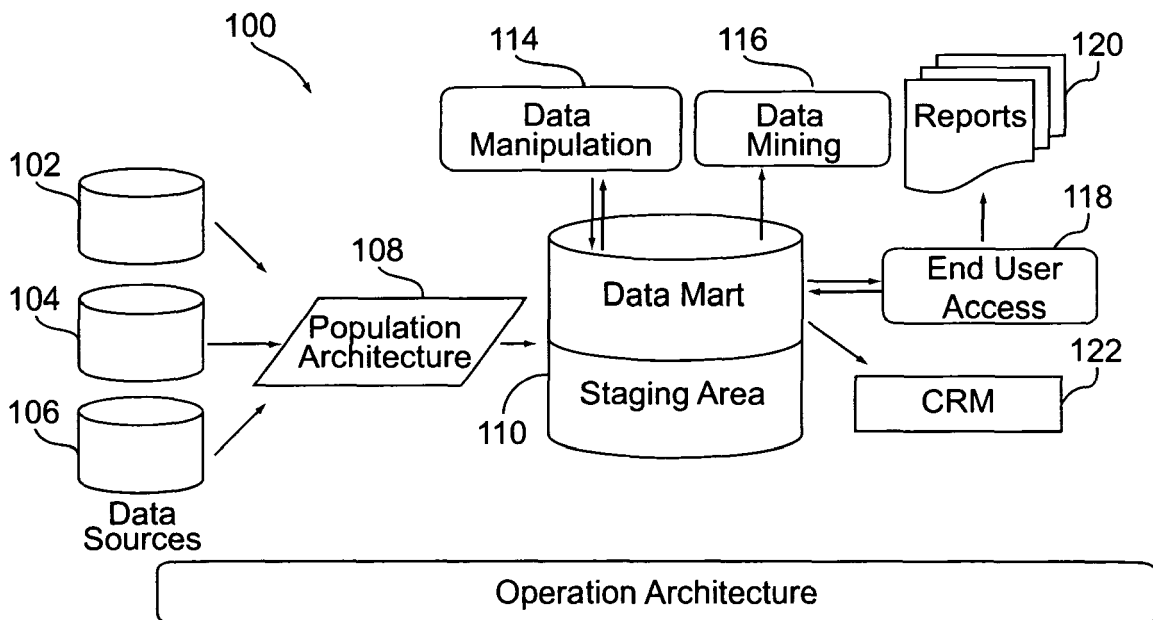 100
114
116
120
Data
Manipulation
Data
Mining
Reports
102
118
108
End User
Access
104
Population
Architecture
Data Mart
122
106
Staging Area
CRM
110
Data
Sources
Operation Architecture